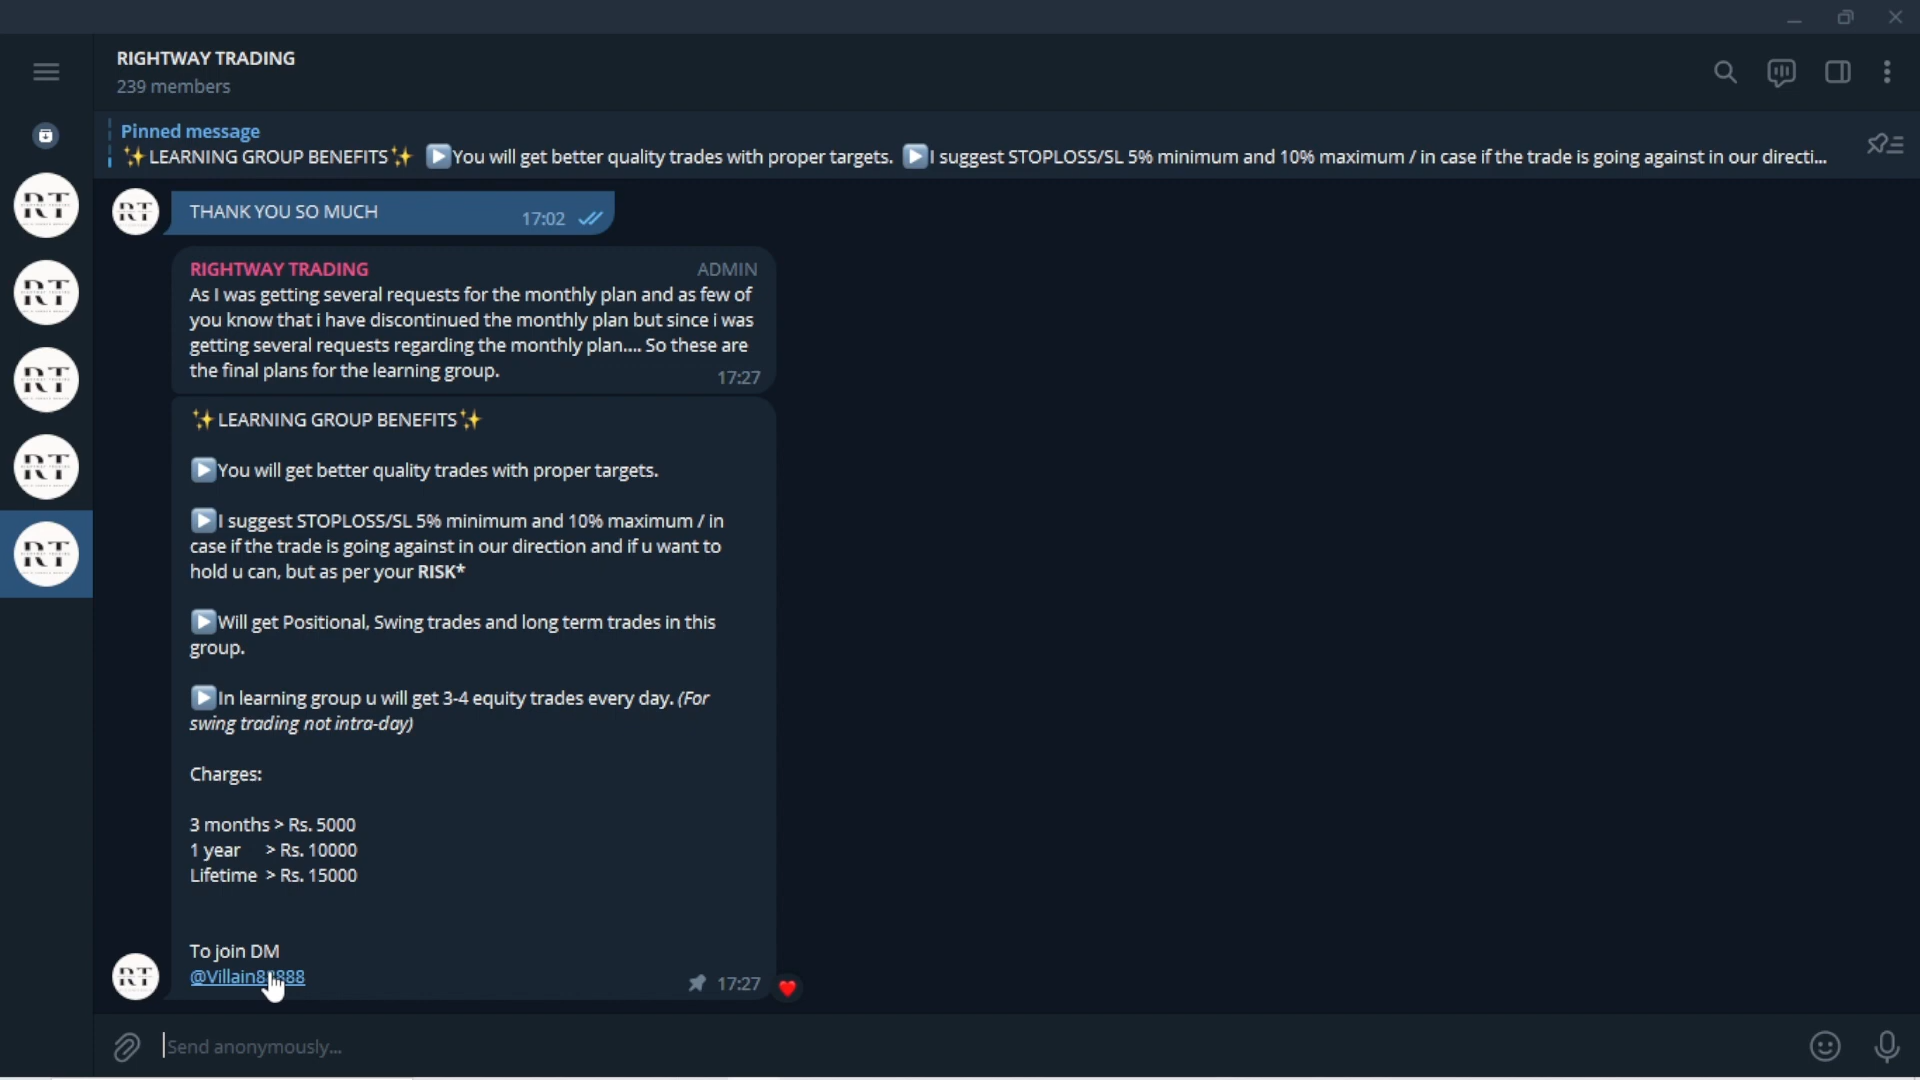 RIGHTWAY TRADING
239 members
Pinned message
✨LEARNING GROUP BENEFITS✨ ▶️You will get better quality trades with proper targets. ▶️I suggest STOPLOSS/SL 5% minimum and 10% maximum / in case if the trade is going against in our directi...
THANK YOU SO MUCH
17:02
RIGHTWAY TRADING ADMIN
As I was getting several requests for the monthly plan and as few of
you know that i have discontinued the monthly plan but since i was
getting several requests regarding the monthly plan.... So these are
the final plans for the learning group.
17:27
✨LEARNING GROUP BENEFITS✨
▶️You will get better quality trades with proper targets.
▶️I suggest STOPLOSS/SL 5% minimum and 10% maximum / in
case if the trade is going against in our direction and if u want to
hold u can, but as per your RISK*
▶️Will get Positional, Swing trades and long term trades in this
group.
▶️In learning group u will get 3-4 equity trades every day. (For
swing trading not intra-day)
Charges:
3 months > Rs. 5000
1 year > Rs. 10000
Lifetime > Rs. 15000
To join DM
17:27
Send anonymously...
RT
RT
RT
RT
RT
RT
RT